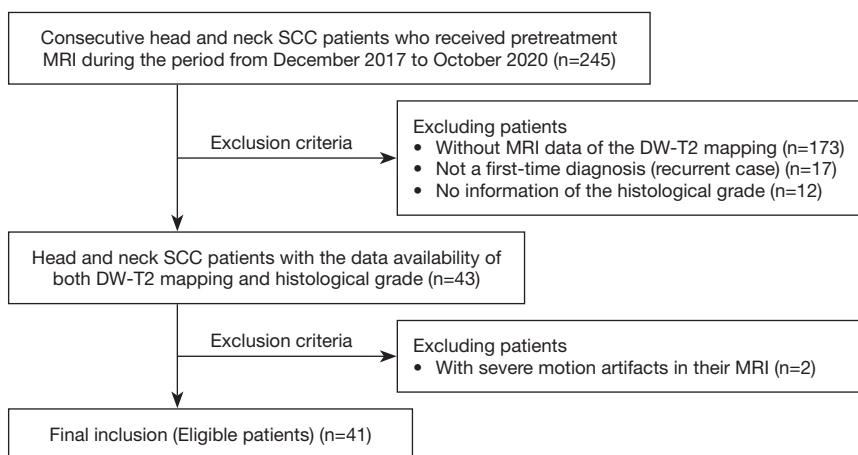 Consecutive head and neck SCC patients who received pretreatment
MRI during the period from December 2017 to October 2020 (n=245)
Exclusion criteria
Excluding patients
• Without MRI data of the DW-T2 mapping (n=173)
• Not a first-time diagnosis (recurrent case) (n=17)
• No information of the histological grade (n=12)
Head and neck SCC patients with the data availability of
both DW-T2 mapping and histological grade (n=43)
Exclusion criteria
Excluding patients
• With severe motion artifacts in their MRI (n=2)
Final inclusion (Eligible patients) (n=41)